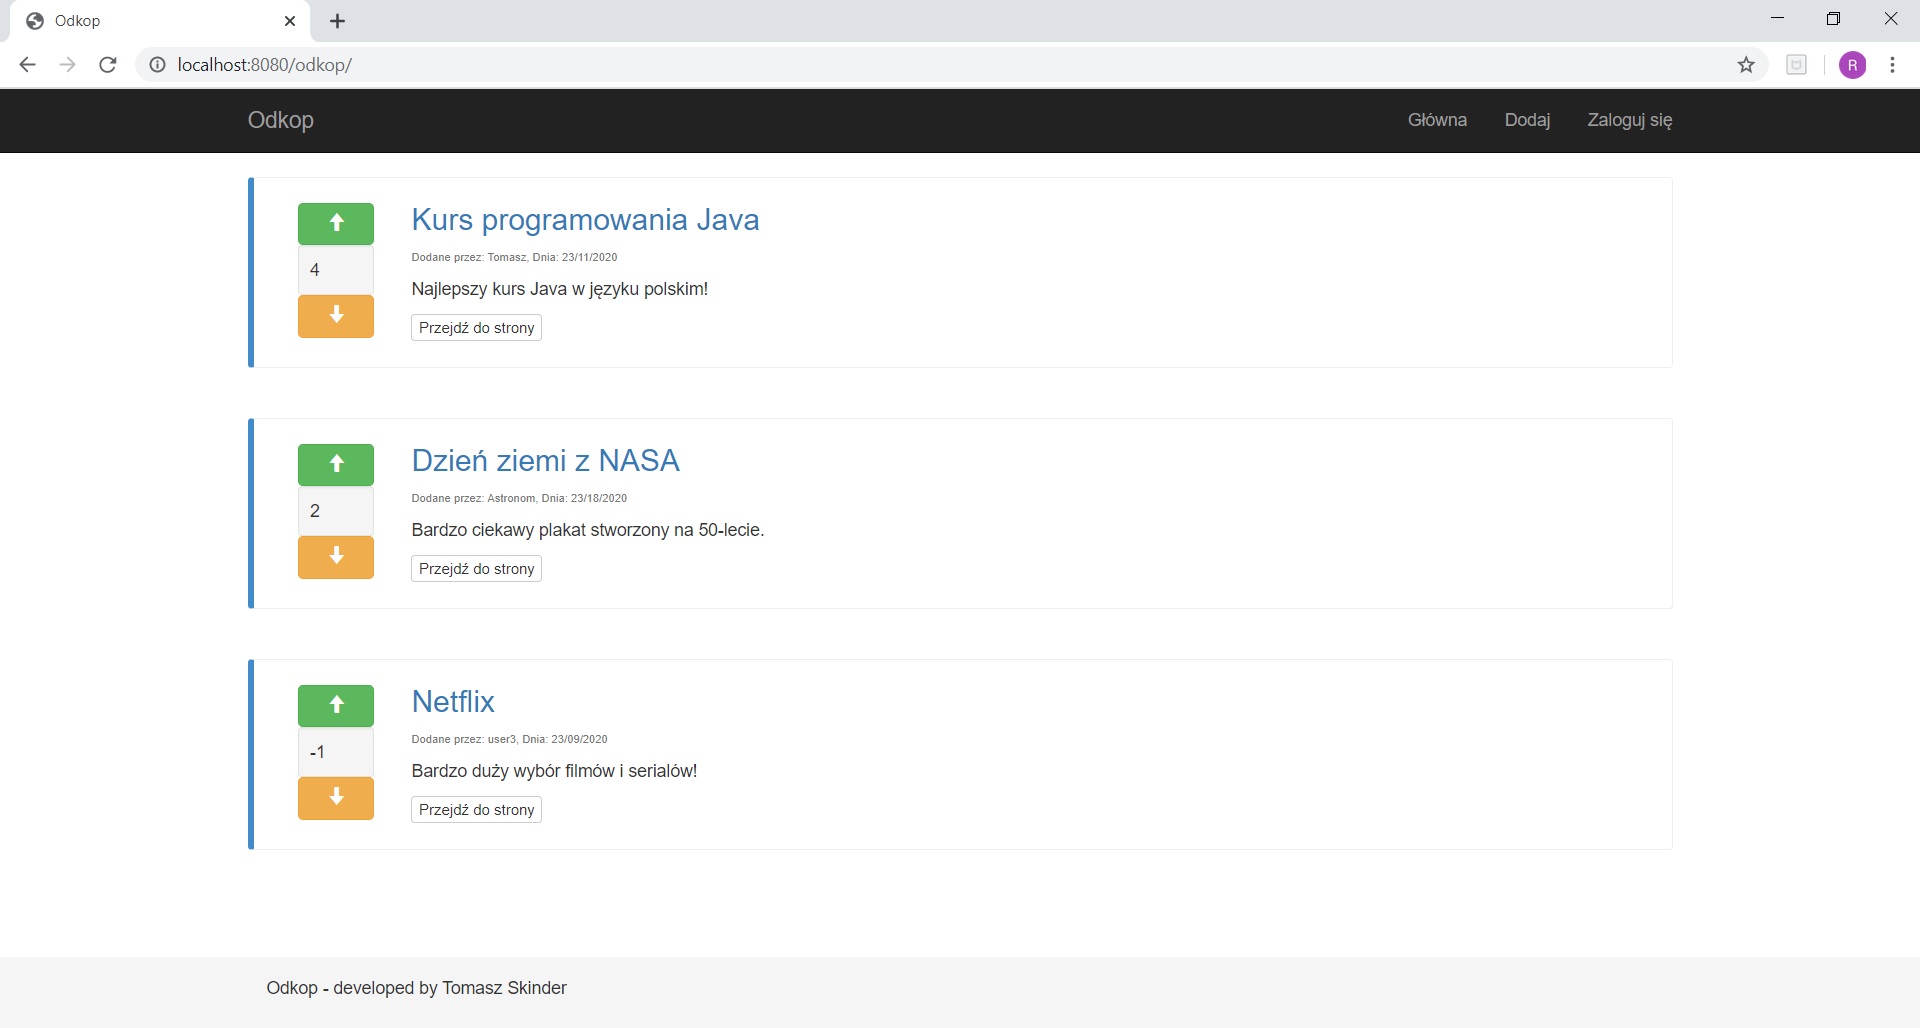 Odkop
localhost:8080/odkop/
R
Odkop Główna Dodaj Zaloguj się
Kurs programowania Java
Dodane przez: Tomasz, Dnia: 23/11/2020
4
Najlepszy kurs Java w języku polskim!
Przejdź do strony
Dzień ziemi z NASA
Dodane przez: Astronom, Dnia: 23/18/2020
2
Bardzo ciekawy plakat stworzony na 50-lecie.
Przejdź do strony
Netflix
Dodane przez: user3, Dnia: 23/09/2020
-1
Bardzo duży wybór filmów i serialów!
Przejdź do strony
Odkop - developed by Tomasz Skinder